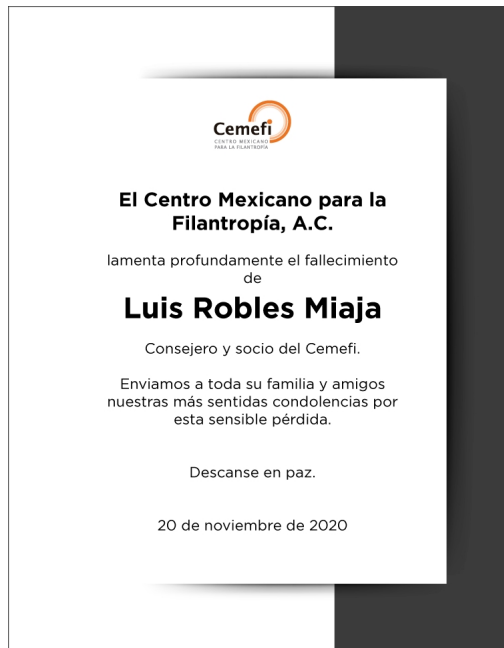 Cemefi
CENTRO MEXICANO
PARA LA FILANTROPÍA
El Centro Mexicano para la
Filantropía, A.C.
lamenta profundamente el fallecimiento
de
Luis Robles Miaja
Consejero y socio del Cemefi.
Enviamos a toda su familia y amigos
nuestras más sentidas condolencias por
esta sensible pérdida.
Descanse en paz.
20 de noviembre de 2020